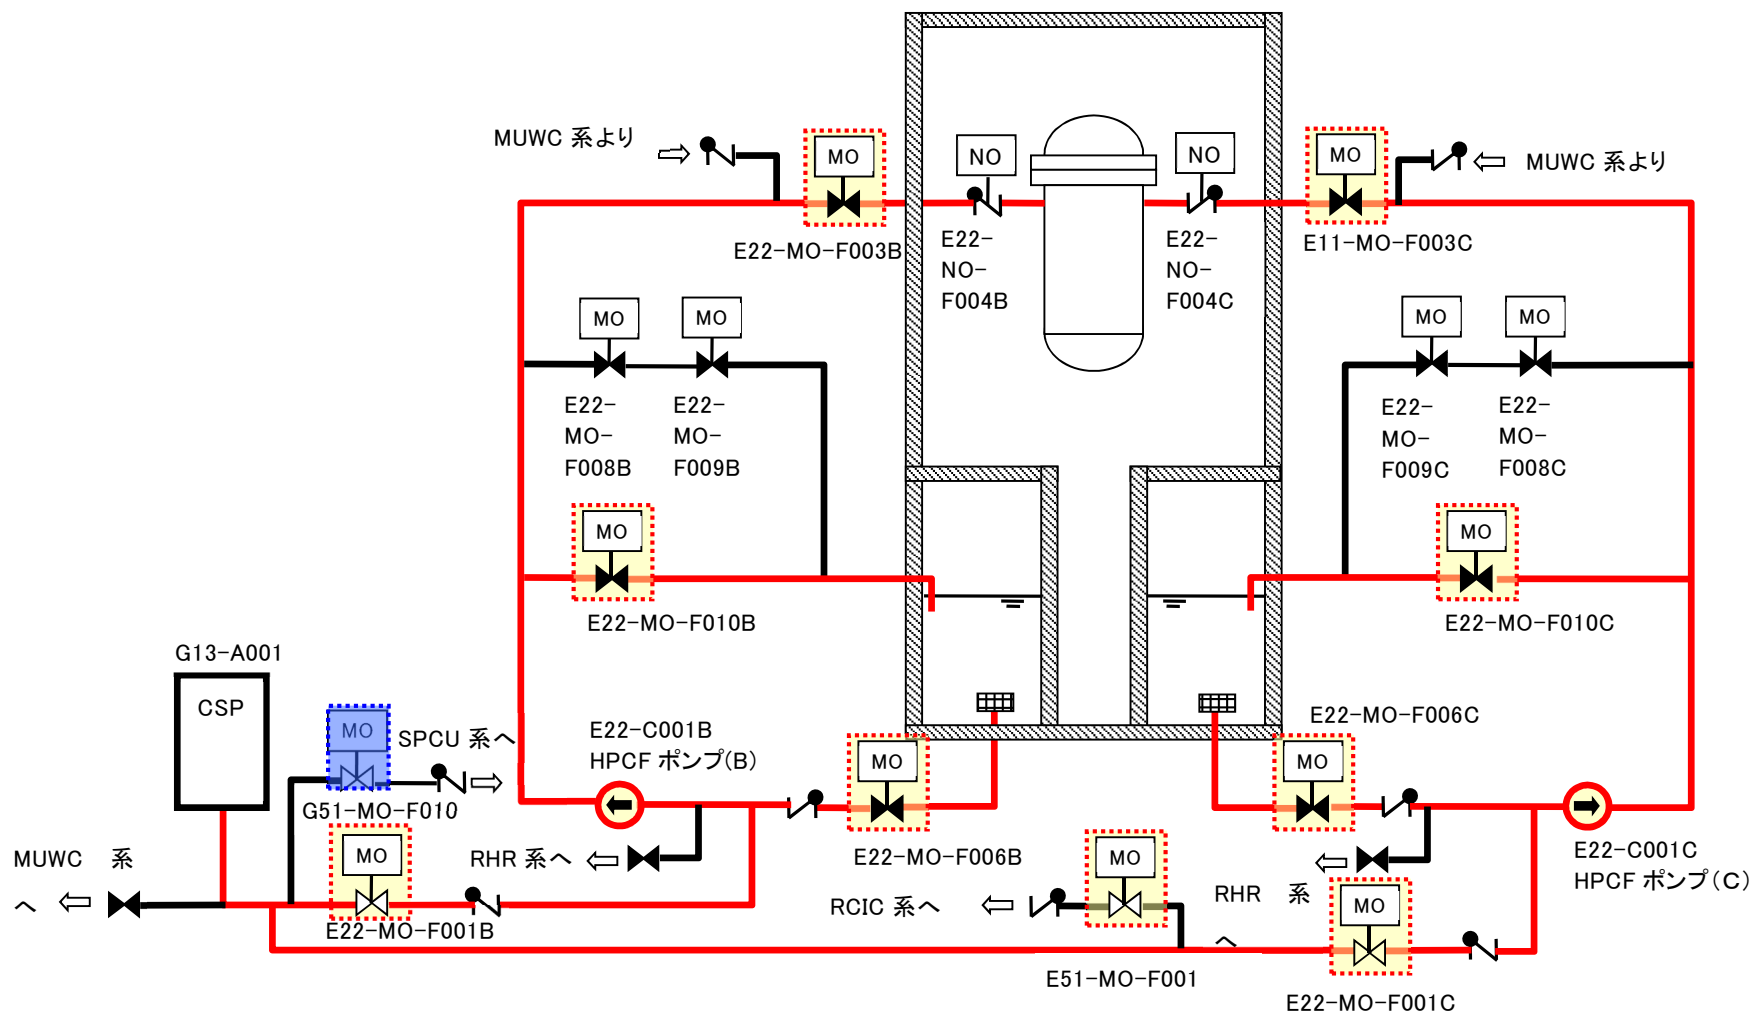 MUWC 系より
MO
NO
NO
MO
MUWC 系より
E22-MO-F003B
E22-
NO-
F004B
E22-
NO-
F004C
E11-MO-F003C
MO
MO
MO
MO
E22-
MO-
F008B
E22-
MO-
F009B
E22-
MO-
F009C
E22-
MO-
F008C
MO
MO
E22-MO-F010B
E22-MO-F010C
G13-A001
CSP
MO
SPCU 系へ
G51-MO-F010
E22-C001B
HPCF ポンプ(B)
MO
E22-MO-F006B
E22-MO-F006C
MO
MUWC 系
へ
MO
E22-MO-F001B
RHR 系へ
RCIC 系へ
MO
E51-MO-F001
RHR 系
へ
MO
E22-MO-F001C
E22-C001C
HPCF ポンプ(C)